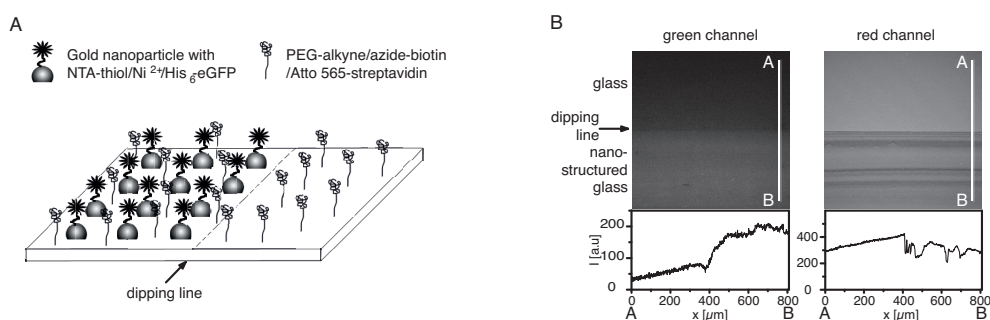 A
Gold nanoparticle with
NTA-thiol/Ni 2+/His 6-eGFP
PEG-alkyne/azide-biotin
/Atto 565-streptavidin
dipping line
B
green channel
red channel
glass
dipping
line
nano-
structured
glass
A
B
A
B
I [a.u]
200
100
0
0 200 400 600 800
A x [µm] B
400
200
0
0 200 400 600 800
A x [µm] B